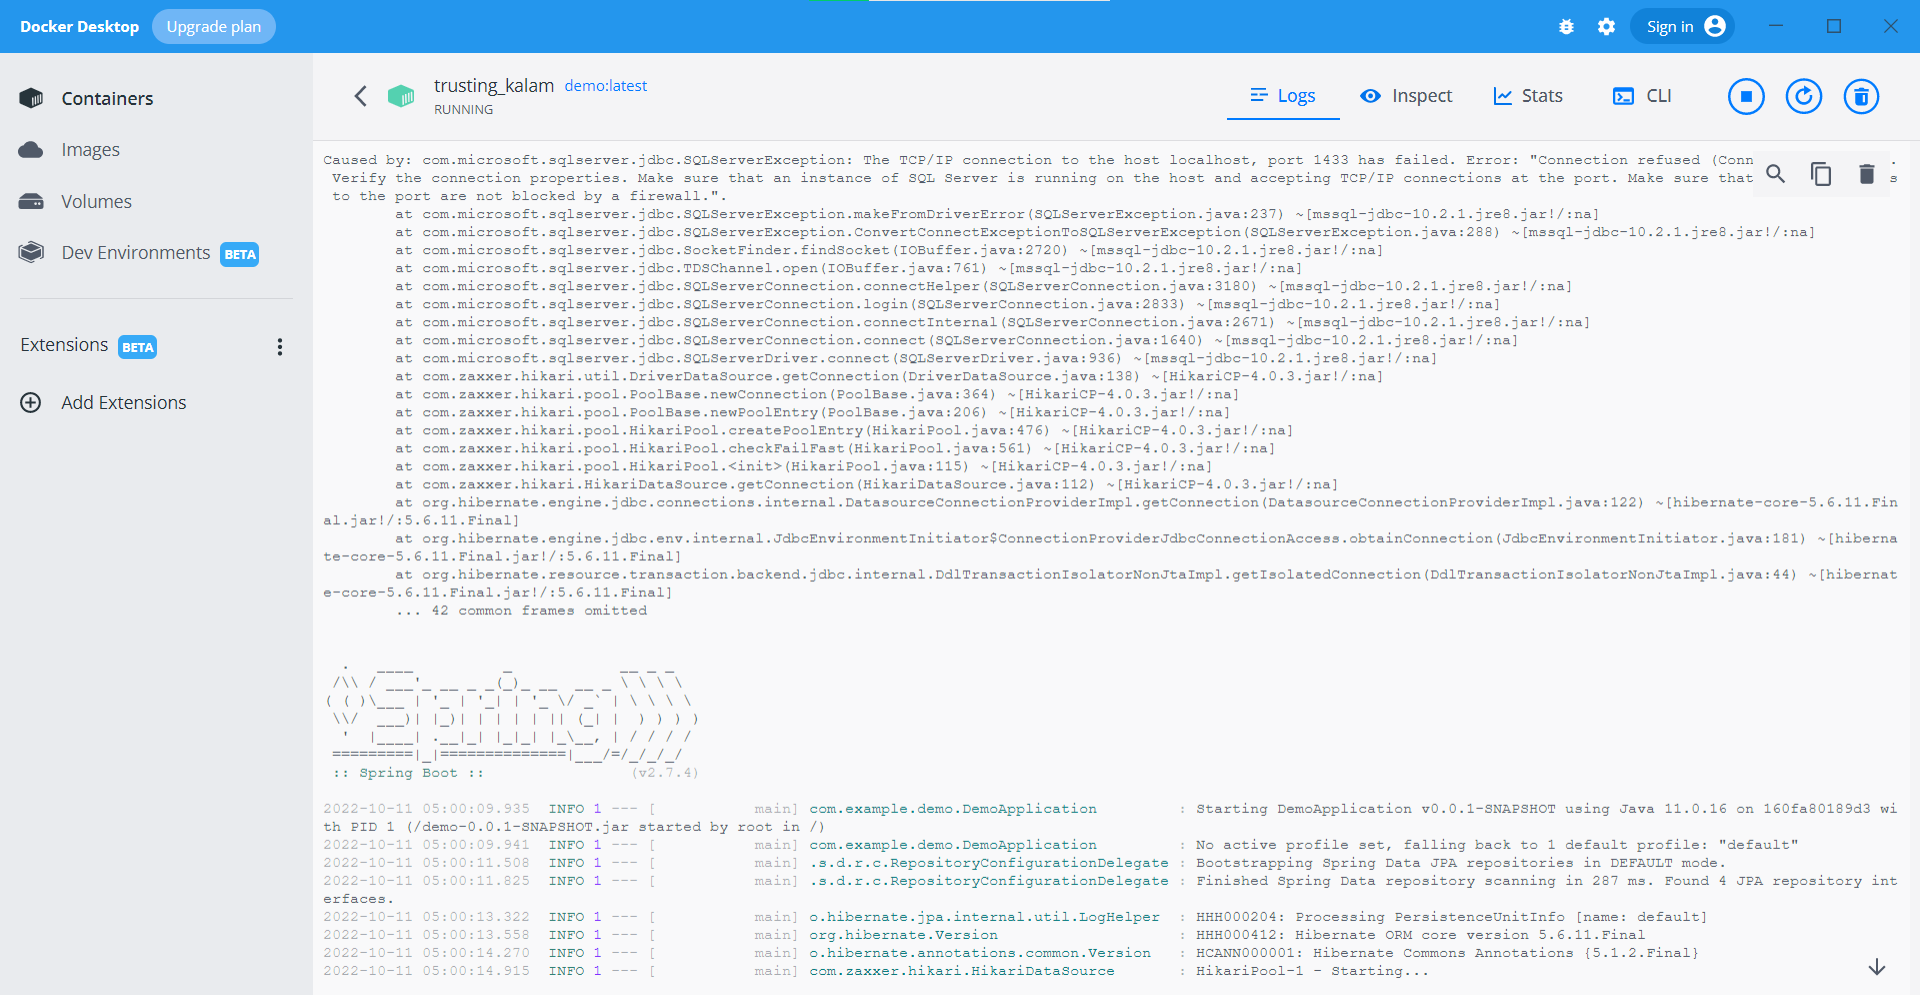 Docker Desktop Upgrade plan Sign in
Containers
Images
Volumes
Dev Environments BETA
Extensions BETA
Add Extensions
trusting_kalam demo:latest
RUNNING
Logs Inspect Stats CLI
Caused by: com.microsoft.sqlserver.jdbc.SQLServerException: The TCP/IP connection to the host localhost, port 1433 has failed. Error: "Connection refused (Conn .
Verify the connection properties. Make sure that an instance of SQL Server is running on the host and accepting TCP/IP connections at the port. Make sure that s
to the port are not blocked by a firewall.".
at com.microsoft.sqlserver.jdbc.SQLServerException.makeFromDriverError(SQLServerException.java:237) ~[mssql-jdbc-10.2.1.jre8.jar!/:na]
at com.microsoft.sqlserver.jdbc.SQLServerException.ConvertConnectExceptionToSQLServerException(SQLServerException.java:288) ~[mssql-jdbc-10.2.1.jre8.jar!/:na]
at com.microsoft.sqlserver.jdbc.SocketFinder.findSocket(IOBuffer.java:2720) ~[mssql-jdbc-10.2.1.jre8.jar!/:na]
at com.microsoft.sqlserver.jdbc.TDSChannel.open(IOBuffer.java:761) ~[mssql-jdbc-10.2.1.jre8.jar!/:na]
at com.microsoft.sqlserver.jdbc.SQLServerConnection.connectHelper(SQLServerConnection.java:3180) ~[mssql-jdbc-10.2.1.jre8.jar!/:na]
at com.microsoft.sqlserver.jdbc.SQLServerConnection.login(SQLServerConnection.java:2833) ~[mssql-jdbc-10.2.1.jre8.jar!/:na]
at com.microsoft.sqlserver.jdbc.SQLServerConnection.connectInternal(SQLServerConnection.java:2671) ~[mssql-jdbc-10.2.1.jre8.jar!/:na]
at com.microsoft.sqlserver.jdbc.SQLServerConnection.connect(SQLServerConnection.java:1640) ~[mssql-jdbc-10.2.1.jre8.jar!/:na]
at com.microsoft.sqlserver.jdbc.SQLServerDriver.connect(SQLServerDriver.java:936) ~[mssql-jdbc-10.2.1.jre8.jar!/:na]
at com.zaxxer.hikari.util.DriverDataSource.getConnection(DriverDataSource.java:138) ~[HikariCP-4.0.3.jar!/:na]
at com.zaxxer.hikari.pool.PoolBase.newConnection(PoolBase.java:364) ~[HikariCP-4.0.3.jar!/:na]
at com.zaxxer.hikari.pool.PoolBase.newPoolEntry(PoolBase.java:206) ~[HikariCP-4.0.3.jar!/:na]
at com.zaxxer.hikari.pool.HikariPool.createPoolEntry(HikariPool.java:476) ~[HikariCP-4.0.3.jar!/:na]
at com.zaxxer.hikari.pool.HikariPool.checkFailFast(HikariPool.java:561) ~[HikariCP-4.0.3.jar!/:na]
at com.zaxxer.hikari.pool.HikariPool.<init>(HikariPool.java:115) ~[HikariCP-4.0.3.jar!/:na]
at com.zaxxer.hikari.HikariDataSource.getConnection(HikariDataSource.java:112) ~[HikariCP-4.0.3.jar!/:na]
at org.hibernate.engine.jdbc.connections.internal.DatasourceConnectionProviderImpl.getConnection(DatasourceConnectionProviderImpl.java:122) ~[hibernate-core-5.6.11.Fin
al.jar!/:5.6.11.Final]
at org.hibernate.engine.jdbc.env.internal.JdbcEnvironmentInitiator$ConnectionProviderJdbcConnectionAccess.obtainConnection(JdbcEnvironmentInitiator.java:181) ~[hiberna
te-core-5.6.11.Final.jar!/:5.6.11.Final]
at org.hibernate.resource.transaction.backend.jdbc.internal.DdlTransactionIsolatorNonJtaImpl.getIsolatedConnection(DdlTransactionIsolatorNonJtaImpl.java:44) ~[hibernat
e-core-5.6.11.Final.jar!/:5.6.11.Final]
... 42 common frames omitted
  .   ____          _            __ _ _
 /\\ / ___'_ __ _ _(_)_ __  __ _ \ \ \ \
( ( )\___ | '_ | '_| | '_ \/ _` | \ \ \ \
 \\/  ___)| |_)| | | | | || (_| |  ) ) ) )
  '  |____| .__|_| |_|_| |_\__, | / / / /
 =========|_|==============|___/=/_/_/_/
:: Spring Boot :: (v2.7.4)
2022-10-11 05:00:09.935 INFO 1 --- [ main] com.example.demo.DemoApplication : Starting DemoApplication v0.0.1-SNAPSHOT using Java 11.0.16 on 160fa80189d3 wi
th PID 1 (/demo-0.0.1-SNAPSHOT.jar started by root in /)
2022-10-11 05:00:09.941 INFO 1 --- [ main] com.example.demo.DemoApplication : No active profile set, falling back to 1 default profile: "default"
2022-10-11 05:00:11.508 INFO 1 --- [ main] .s.d.r.c.RepositoryConfigurationDelegate : Bootstrapping Spring Data JPA repositories in DEFAULT mode.
2022-10-11 05:00:11.825 INFO 1 --- [ main] .s.d.r.c.RepositoryConfigurationDelegate : Finished Spring Data repository scanning in 287 ms. Found 4 JPA repository int
erfaces.
2022-10-11 05:00:13.322 INFO 1 --- [ main] o.hibernate.jpa.internal.util.LogHelper : HHH000204: Processing PersistenceUnitInfo [name: default]
2022-10-11 05:00:13.558 INFO 1 --- [ main] org.hibernate.Version : HHH000412: Hibernate ORM core version 5.6.11.Final
2022-10-11 05:00:14.270 INFO 1 --- [ main] o.hibernate.annotations.common.Version : HCANN000001: Hibernate Commons Annotations {5.1.2.Final}
2022-10-11 05:00:14.915 INFO 1 --- [ main] com.zaxxer.hikari.HikariDataSource : HikariPool-1 - Starting...